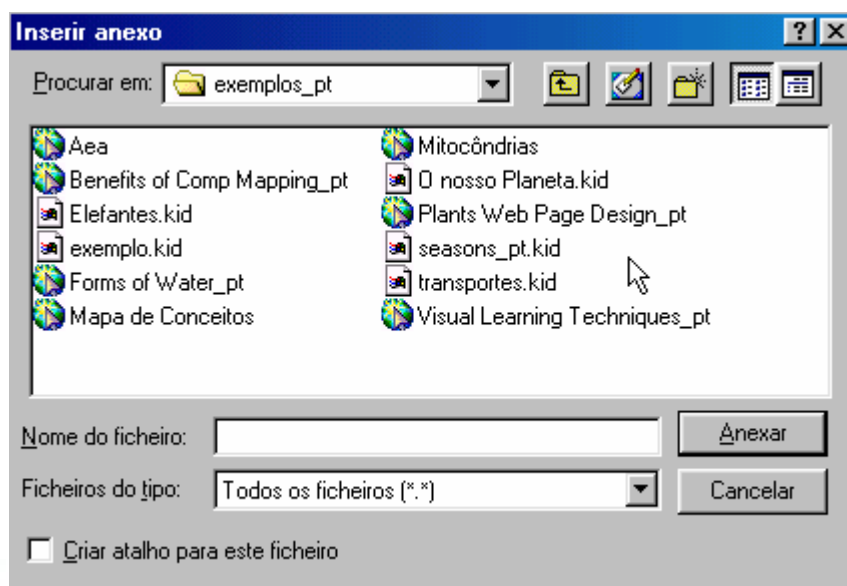 Inserir anexo
Procurar em: exemplos_pt
Aea
Benefits of Comp Mapping_pt
Elefantes.kid
exemplo.kid
Forms of Water_pt
Mapa de Conceitos
Mitocôndrias
O nosso Planeta.kid
Plants Web Page Design_pt
seasons_pt.kid
transportes.kid
Visual Learning Techniques_pt
Nome do ficheiro:
Anexar
Ficheiros do tipo: Todos os ficheiros (*.*)
Cancelar
Criar atalho para este ficheiro